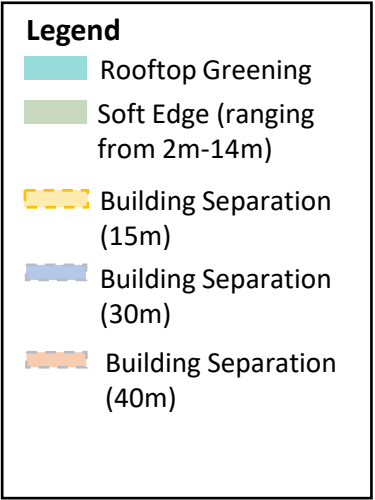 Legend
Rooftop Greening
Soft Edge (ranging
from 2m-14m)
Building Separation
(15m)
Building Separation
(30m)
Building Separation
(40m)